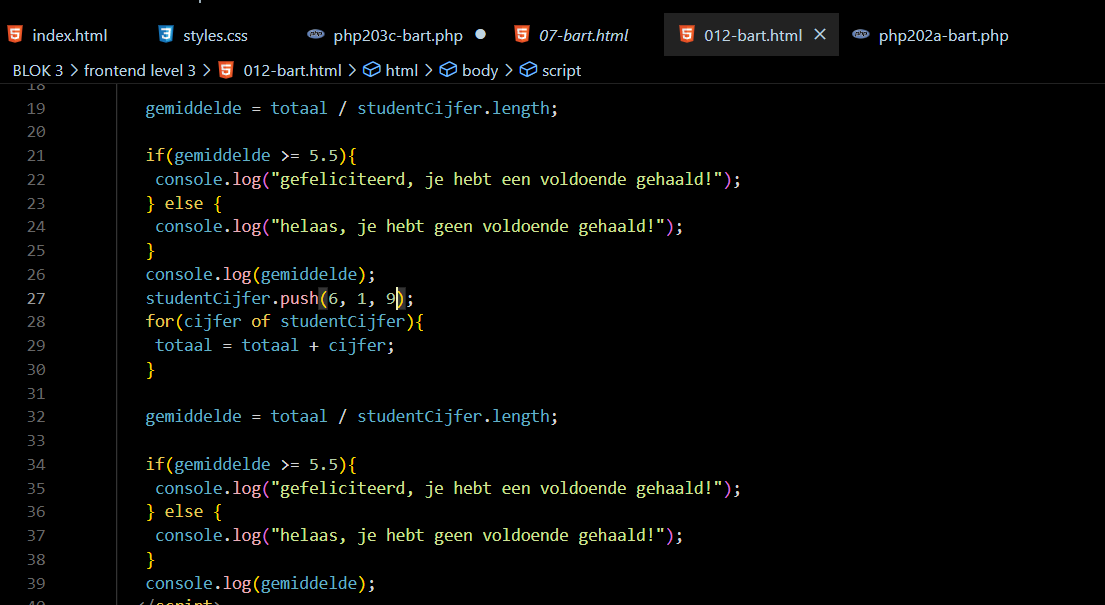 index.html styles.css php203c-bart.php 07-bart.html 012-bart.html php202a-bart.php
BLOK 3 > frontend level 3 > 012-bart.html > html > body > script
18
19 gemiddelde = totaal / studentCijfer.length;
20
21 if(gemiddelde >= 5.5){
22 console.log("gefeliciteerd, je hebt een voldoende gehaald!");
23 } else {
24 console.log("helaas, je hebt geen voldoende gehaald!");
25 }
26 console.log(gemiddelde);
27 studentCijfer.push(6, 1, 9);
28 for(cijfer of studentCijfer){
29 totaal = totaal + cijfer;
30 }
31
32 gemiddelde = totaal / studentCijfer.length;
33
34 if(gemiddelde >= 5.5){
35 console.log("gefeliciteerd, je hebt een voldoende gehaald!");
36 } else {
37 console.log("helaas, je hebt geen voldoende gehaald!");
38 }
39 console.log(gemiddelde);
40 </script>